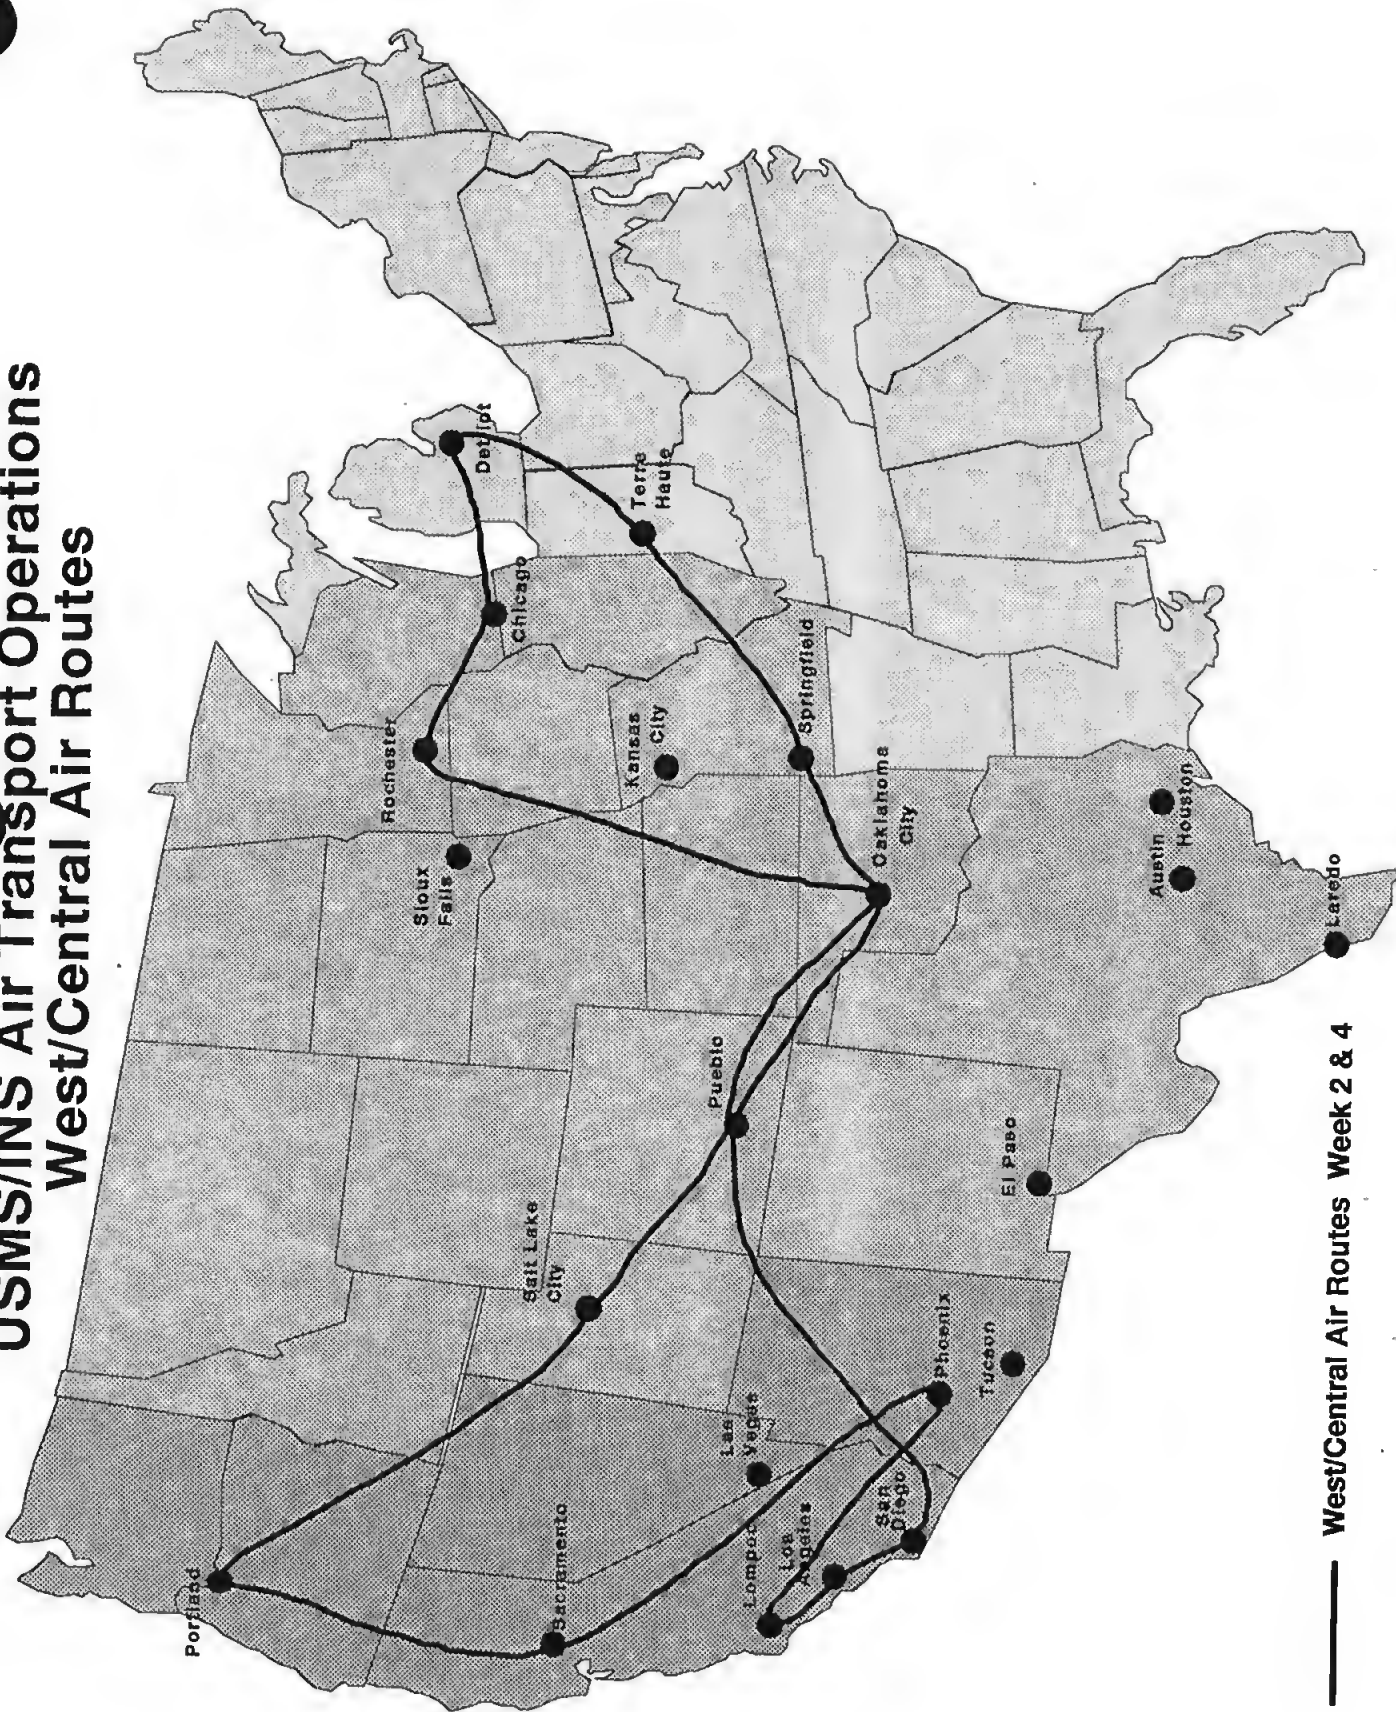 USMS/INS Air Transport Operations
West/Central Air Routes
Portland
Sacramento
Lompoc
Los
Angeles
San
Diego
Las
Vegas
Phoenix
Tucson
Salt Lake
City
Pueblo
El Paso
Sioux
Falls
Rochester
Kansas
City
Chicago
Detriot
Terre
Haute
Springfield
Oaklahoma
City
Austin
Houston
Laredo
West/Central Air Routes Week 2 & 4